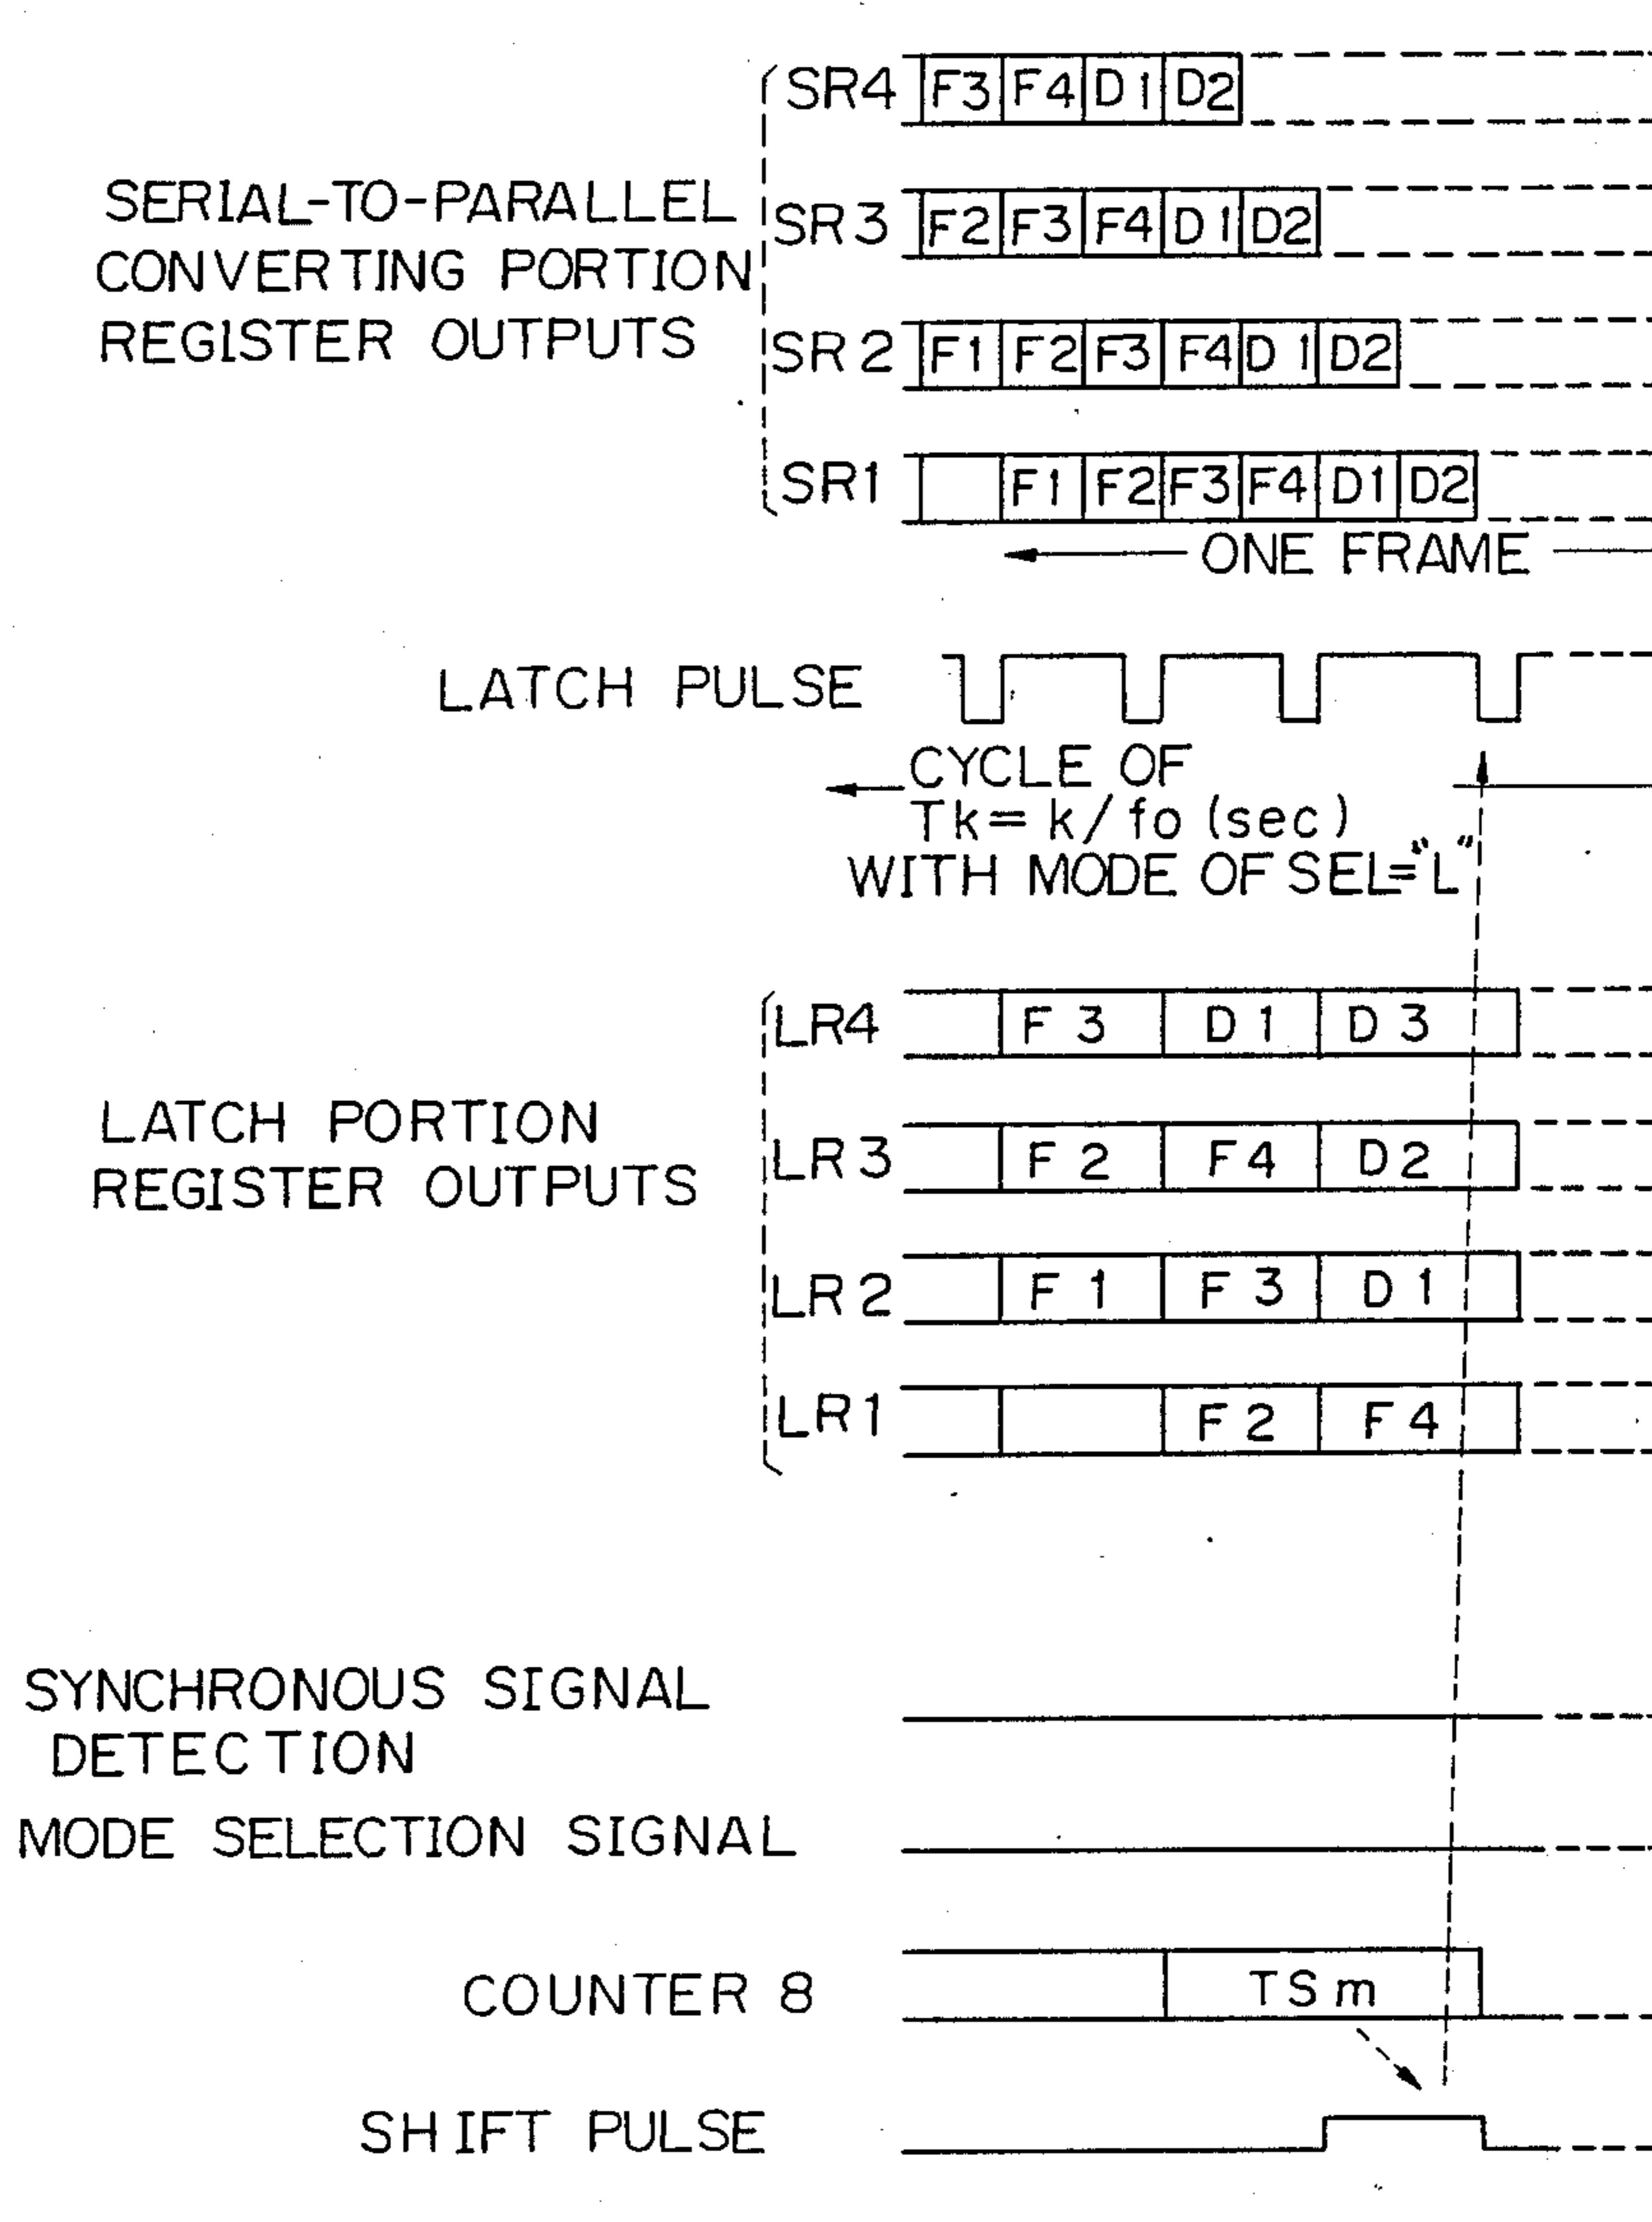 SR4 F3 F4 D1 D2
SERIAL-TO-PARALLEL
CONVERTING PORTION
REGISTER OUTPUTS
SR3 F2 F3 F4 D1 D2
SR2 F1 F2 F3 F4 D1 D2
SR1 F1 F2 F3 F4 D1 D2
ONE FRAME
LATCH PULSE
CYCLE OF
Tk=k/fo (sec)
WITH MODE OF SEL="L"
LR4 F3 D1 D3
LATCH PORTION
REGISTER OUTPUTS
LR3 F2 F4 D2
LR2 F1 F3 D1
LR1 F2 F4
SYNCHRONOUS SIGNAL
DETECTION
MODE SELECTION SIGNAL
COUNTER 8 TSm
SHIFT PULSE